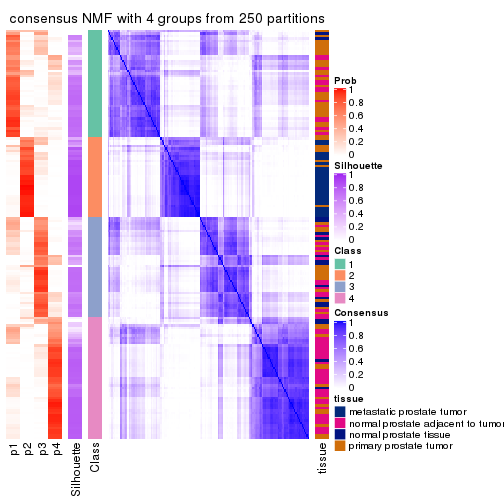 consensus NMF with 4 groups from 250 partitions
p1
p2
p3
p4
Silhouette
Class
tissue
Prob
1
0.8
0.6
0.4
0.2
0
Silhouette
1
0.8
0.6
0.4
0.2
0
Class
1
2
3
4
Consensus
1
0.8
0.6
0.4
0.2
0
tissue
metastatic prostate tumor
normal prostate adjacent to tumor
normal prostate tissue
primary prostate tumor